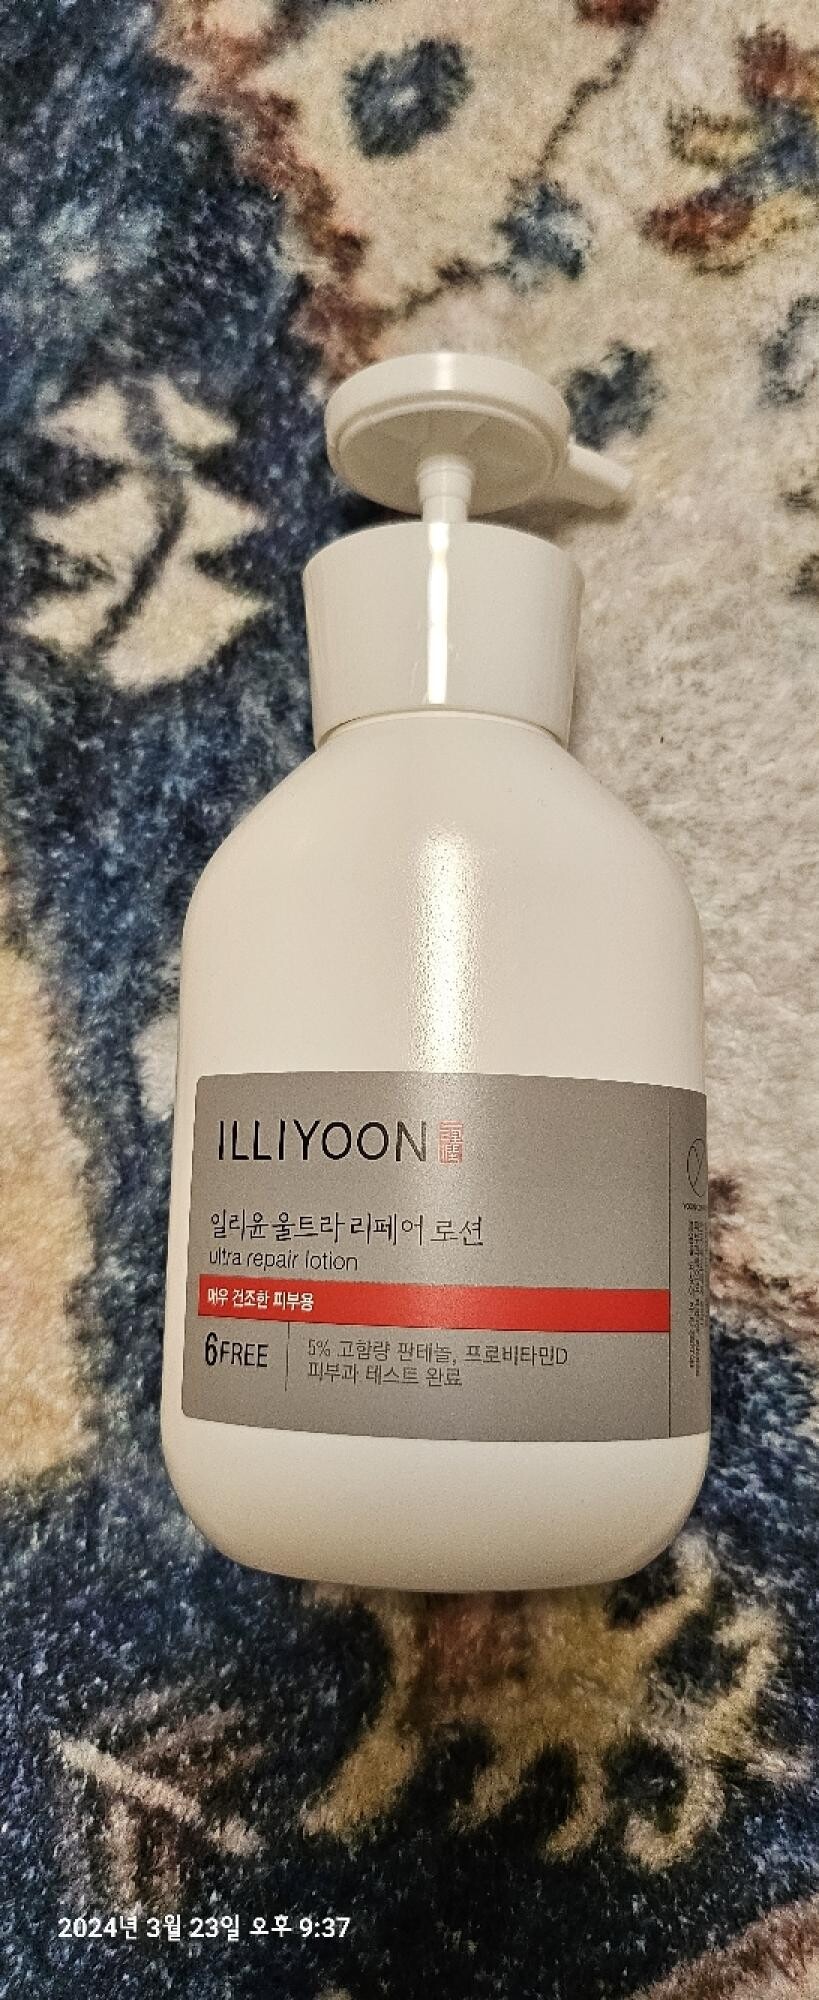 ILLIYOON
일리윤 울트라 리페어 로션
ultra repair lotion
매우 건조한 피부용
6FREE
5% 고함량 판테놀, 프로비타민D
피부과 테스트 완료
2024년 3월 23일 오후 9:37